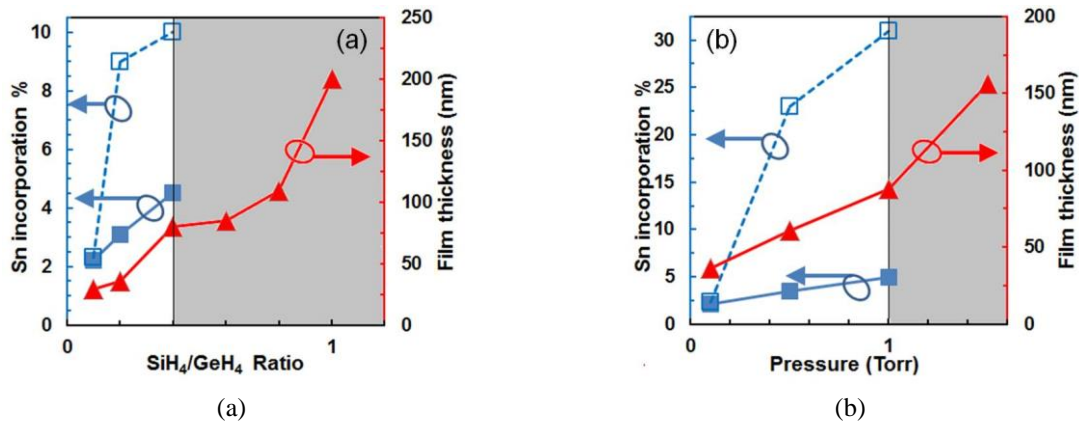 (a)
Sn incorporation %
10
8
6
4
2
0
250
200
150
100
50
0
Film thickness (nm)
0
1
SiH₄/GeH₄ Ratio
(b)
Sn incorporation %
30
25
20
15
10
5
0
200
150
100
50
0
Film thickness (nm)
0
1
Pressure (Torr)
(a)
(b)